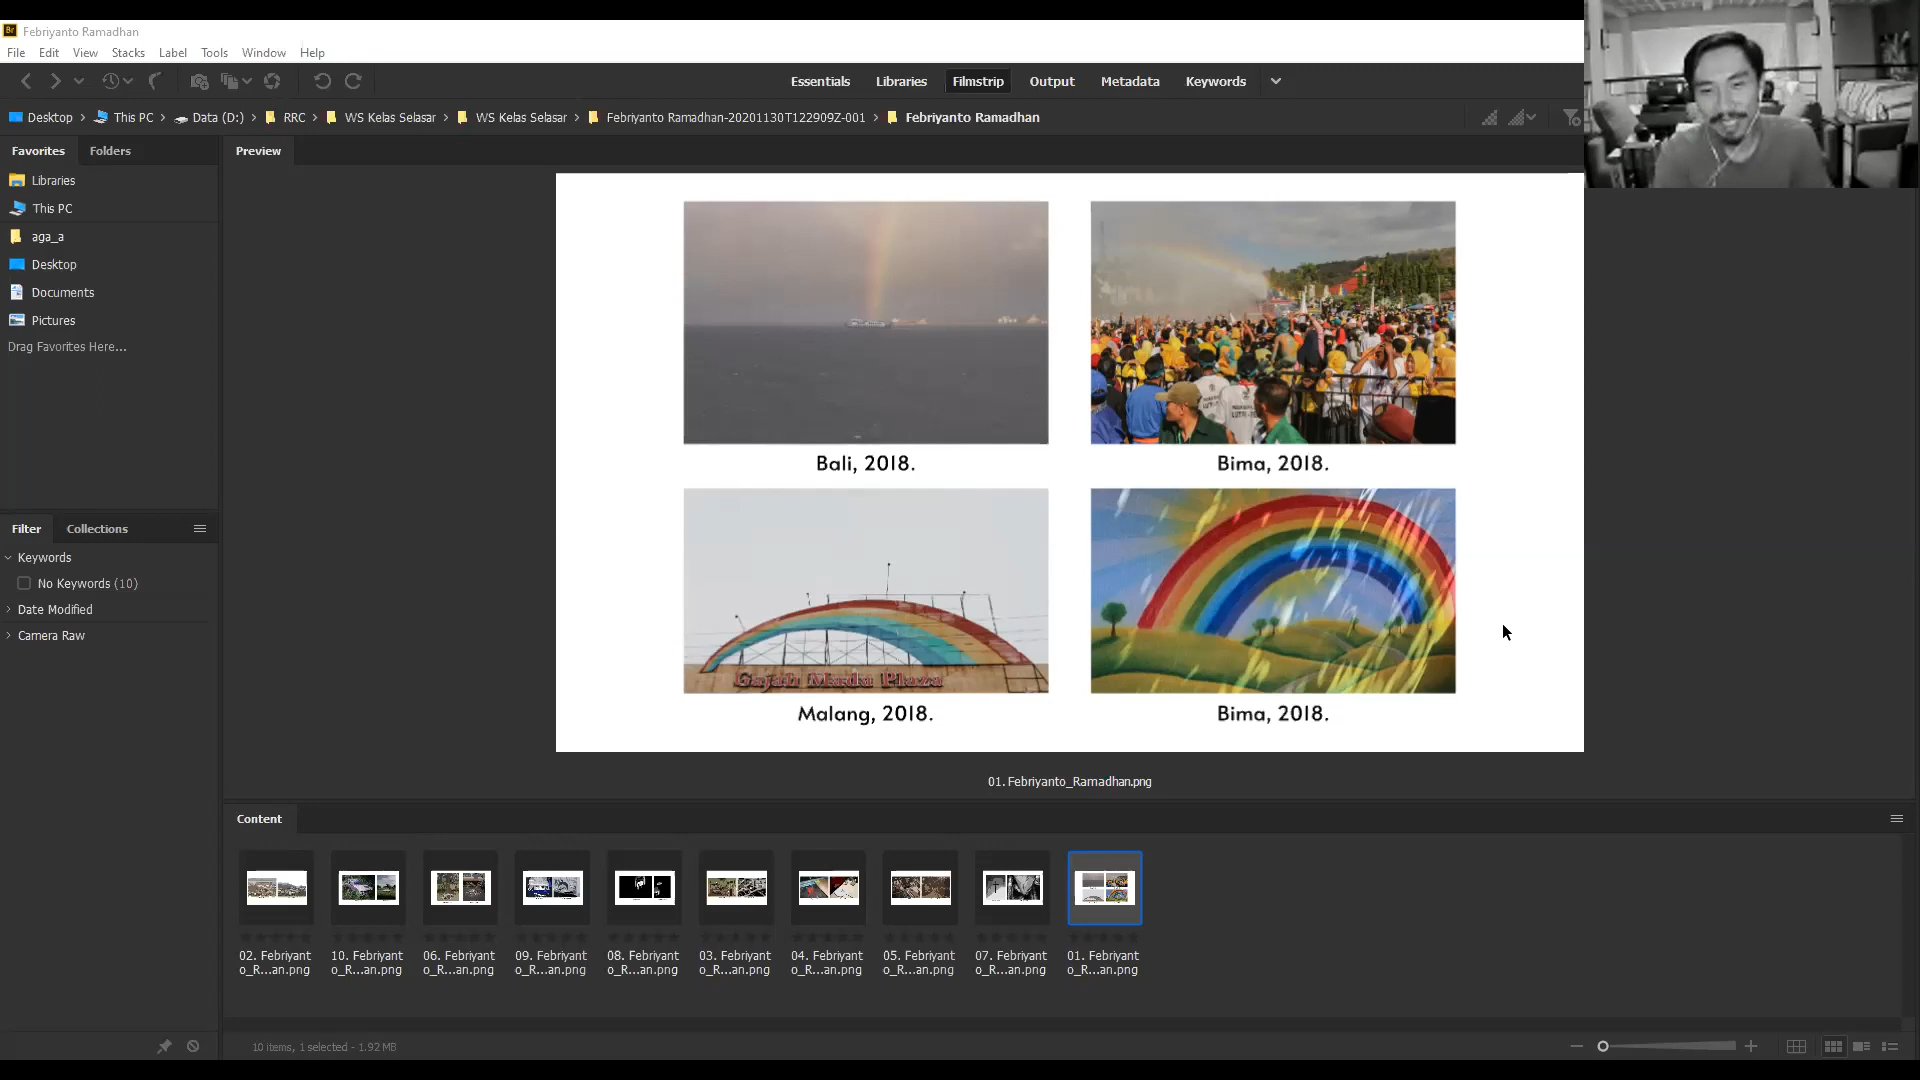 Br Febriyanto Ramadhan
File Edit View Stacks Label Tools Window Help
Essentials Libraries Filmstrip Output Metadata Keywords
Desktop This PC Data (D:) RRC WS Kelas Selasar WS Kelas Selasar Febriyanto Ramadhan-20201130T122909Z-001 Febriyanto Ramadhan
Favorites Folders
Preview
Libraries
This PC
aga_a
Desktop
Documents
Pictures
Drag Favorites Here...
Bali, 2018.
Bima, 2018.
Gajah Mada Plaza
Malang, 2018.
Bima, 2018.
Filter Collections
Keywords
No Keywords (10)
Date Modified
Camera Raw
01. Febriyanto_Ramadhan.png
Content
02. Febriyant
o_R...an.png
10. Febriyant
o_R...an.png
06. Febriyant
o_R...an.png
09. Febriyant
o_R...an.png
08. Febriyant
o_R...an.png
03. Febriyant
o_R...an.png
04. Febriyant
o_R...an.png
05. Febriyant
o_R...an.png
07. Febriyant
o_R...an.png
01. Febriyant
o_R...an.png
10 items, 1 selected - 1.92 MB